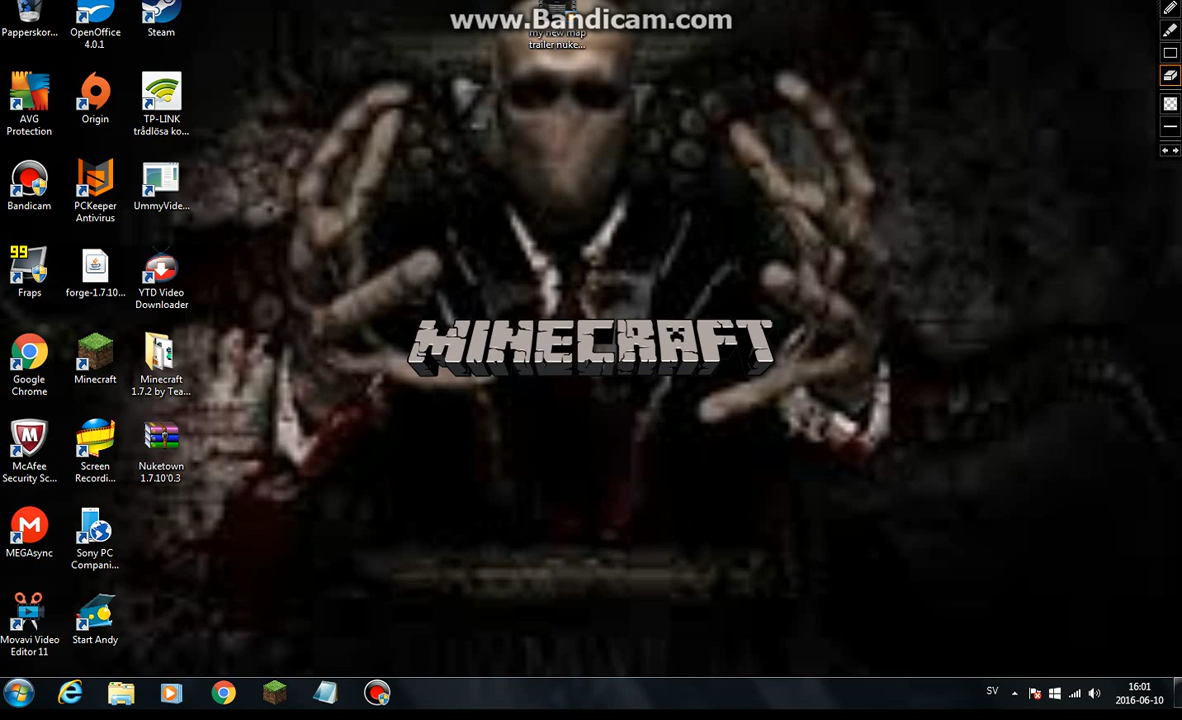 www.Bandicam.com
my new map
trailer nuke...
Papperskor...
OpenOffice
4.0.1
Steam
AVG
Protection
Origin
TP-LINK
trådlösa ko...
Bandicam
PCKeeper
Antivirus
UmmyVide...
99
Fraps
forge-1.7.10...
YTD Video
Downloader
Google
Chrome
Minecraft
Minecraft
1.7.2 by Tea...
MINECRAFT
McAfee
Security Sc...
Screen
Recordi...
Nuketown
1.7.10'0.3
MEGAsync
Sony PC
Compani...
Movavi Video
Editor 11
Start Andy
SV
16:01
2016-06-10